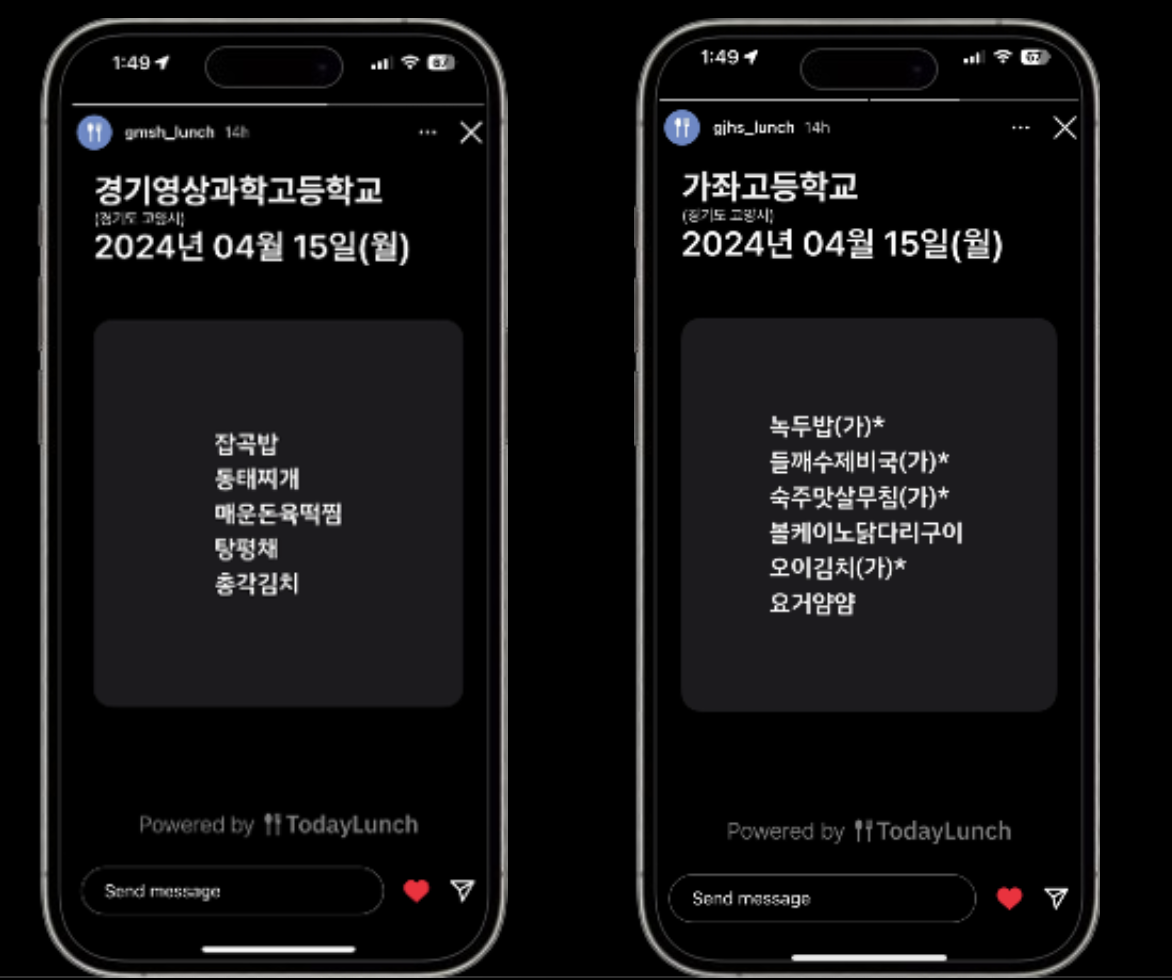 1:49
67
gmsh_lunch 14h
경기영상과학고등학교
(경기도 고양시)
2024년 04월 15일(월)
잡곡밥
동태찌개
매운돈육떡찜
탕평채
총각김치
Powered by TodayLunch
Send message
1:49
67
gjhs_lunch 14h
가좌고등학교
(경기도 고양시)
2024년 04월 15일(월)
녹두밥(가)*
들깨수제비국(가)*
숙주맛살무침(가)*
볼케이노닭다리구이
오이김치(가)*
요거얌얌
Powered by TodayLunch
Send message